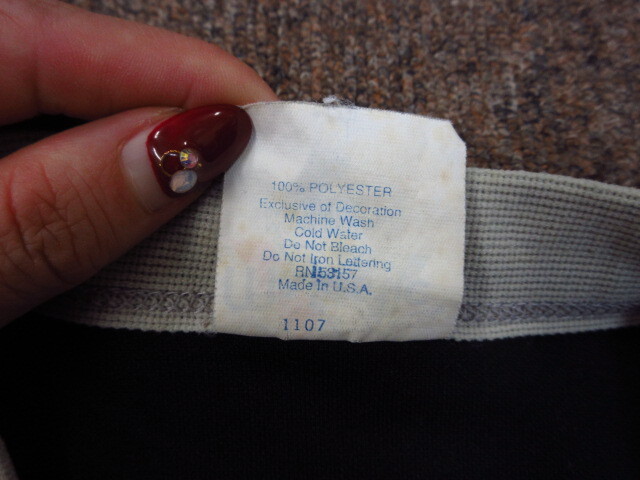 100% POLYESTER
Exclusive of Decoration
Machine Wash
Cold Water
Do Not Bleach
Do Not Iron Lettering
Made In U.S.A.
1107